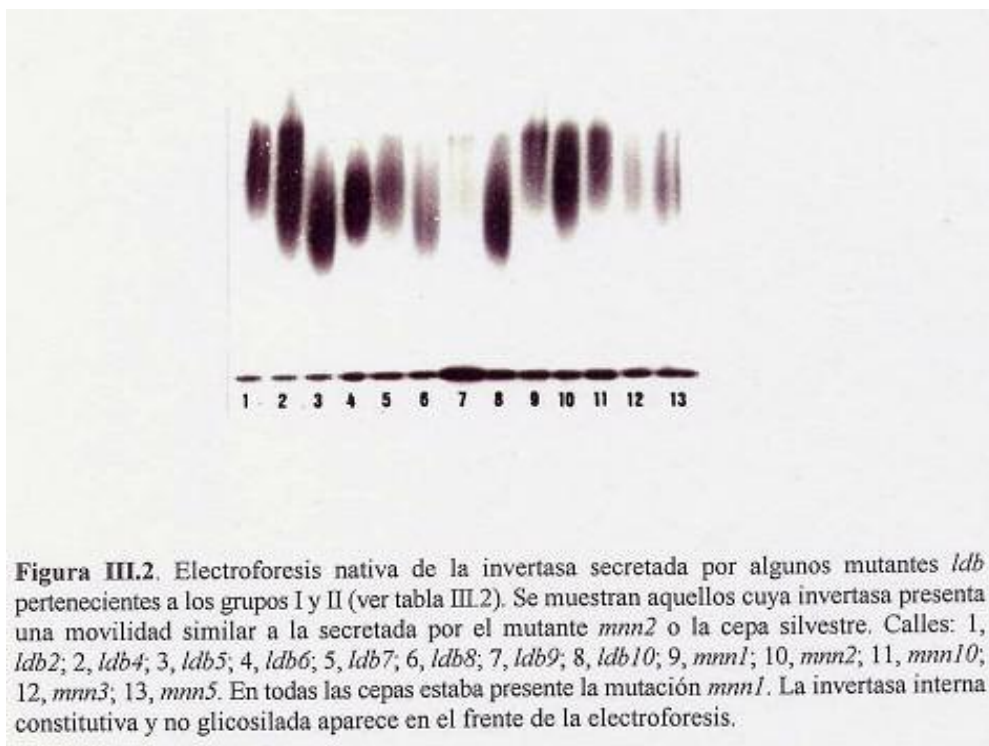 1 2 3 4 5 6 7 8 9 10 11 12 13
Figura III.2. Electroforesis nativa de la invertasa secretada por algunos mutantes ldb
pertenecientes a los grupos I y II (ver tabla III.2). Se muestran aquellos cuya invertasa presenta
una movilidad similar a la secretada por el mutante mnn2 o la cepa silvestre. Calles: 1,
ldb2; 2, ldb4; 3, ldb5; 4, ldb6; 5, ldb7; 6, ldb8; 7, ldb9; 8, ldb10; 9, mnn1; 10, mnn2; 11, mnn10;
12, mnn3; 13, mnn5. En todas las cepas estaba presente la mutación mnn1. La invertasa interna
constitutiva y no glicosilada aparece en el frente de la electroforesis.